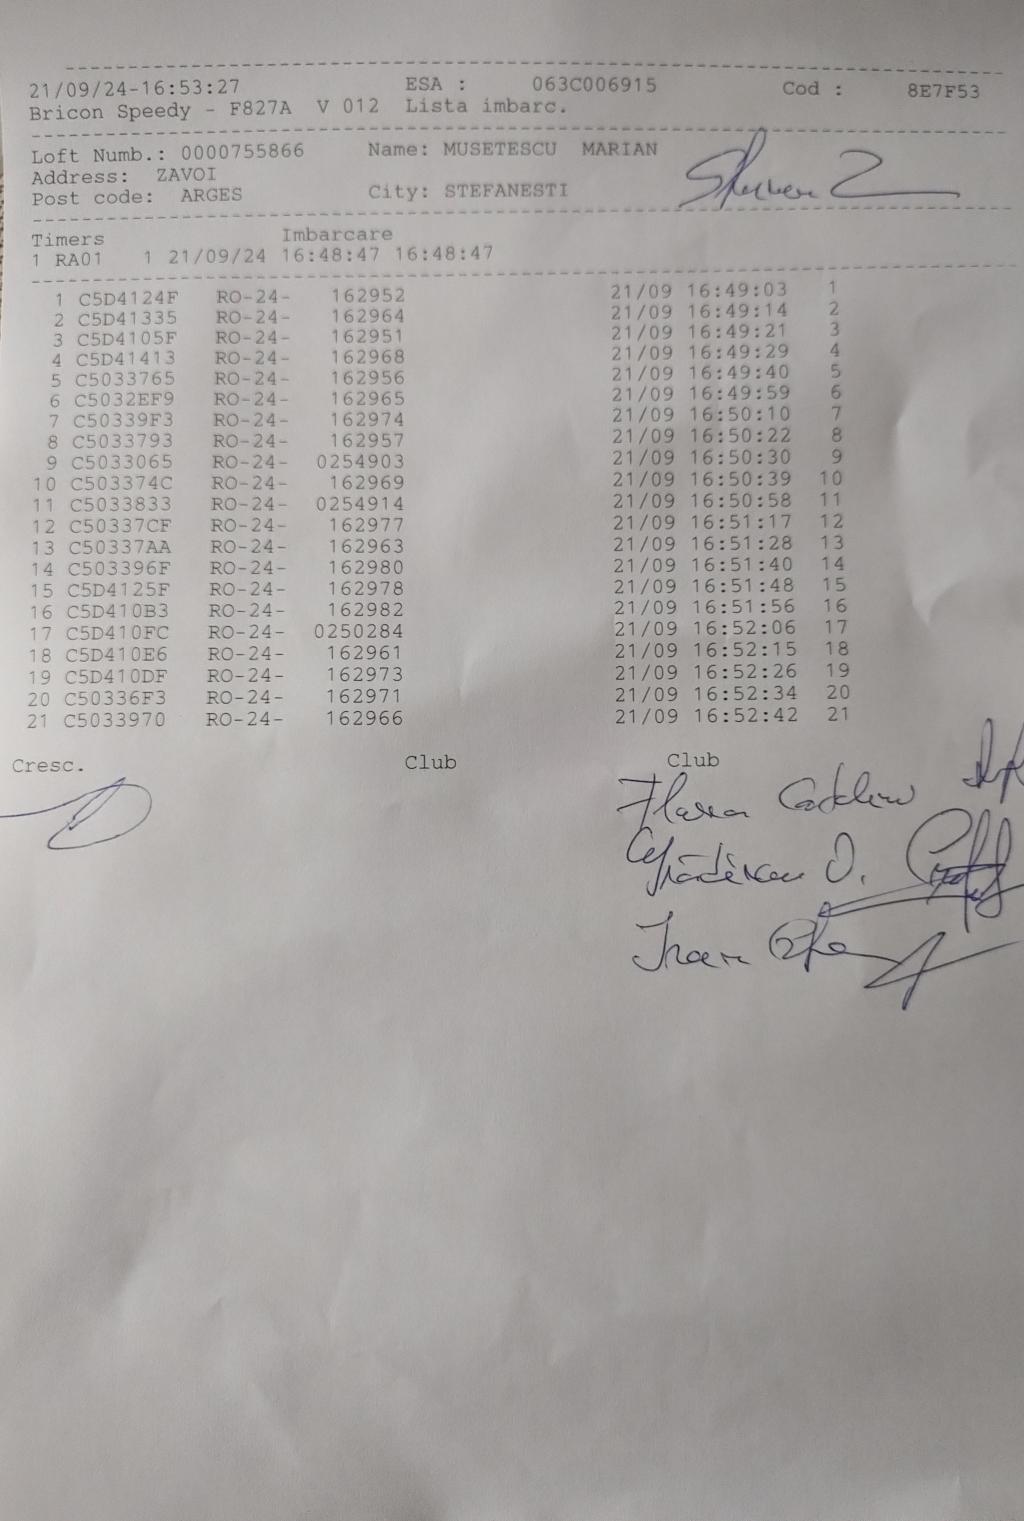 21/09/24-16:53:27 ESA : 063C006915 Cod : 8E7F53
Bricon Speedy - F827A V 012 Lista imbarc.
Loft Numb.: 0000755866 Name: MUSETESCU MARIAN
Address: ZAVOI
Post code: ARGES City: STEFANESTI
Timers Imbarcare
1 RA01 1 21/09/24 16:48:47 16:48:47
1 C5D4124F RO-24- 162952 21/09 16:49:03 1
2 C5D41335 RO-24- 162964 21/09 16:49:14 2
3 C5D4105F RO-24- 162951 21/09 16:49:21 3
4 C5D41413 RO-24- 162968 21/09 16:49:29 4
5 C5033765 RO-24- 162956 21/09 16:49:40 5
6 C5032EF9 RO-24- 162965 21/09 16:49:59 6
7 C50339F3 RO-24- 162974 21/09 16:50:10 7
8 C5033793 RO-24- 162957 21/09 16:50:22 8
9 C5033065 RO-24- 0254903 21/09 16:50:30 9
10 C503374C RO-24- 162969 21/09 16:50:39 10
11 C5033833 RO-24- 0254914 21/09 16:50:58 11
12 C50337CF RO-24- 162977 21/09 16:51:17 12
13 C50337AA RO-24- 162963 21/09 16:51:28 13
14 C503396F RO-24- 162980 21/09 16:51:40 14
15 C5D4125F RO-24- 162978 21/09 16:51:48 15
16 C5D410B3 RO-24- 162982 21/09 16:51:56 16
17 C5D410FC RO-24- 0250284 21/09 16:52:06 17
18 C5D410E6 RO-24- 162961 21/09 16:52:15 18
19 C5D410DF RO-24- 162973 21/09 16:52:26 19
20 C50336F3 RO-24- 162971 21/09 16:52:34 20
21 C5033970 RO-24- 162966 21/09 16:52:42 21
Cresc. Club Club